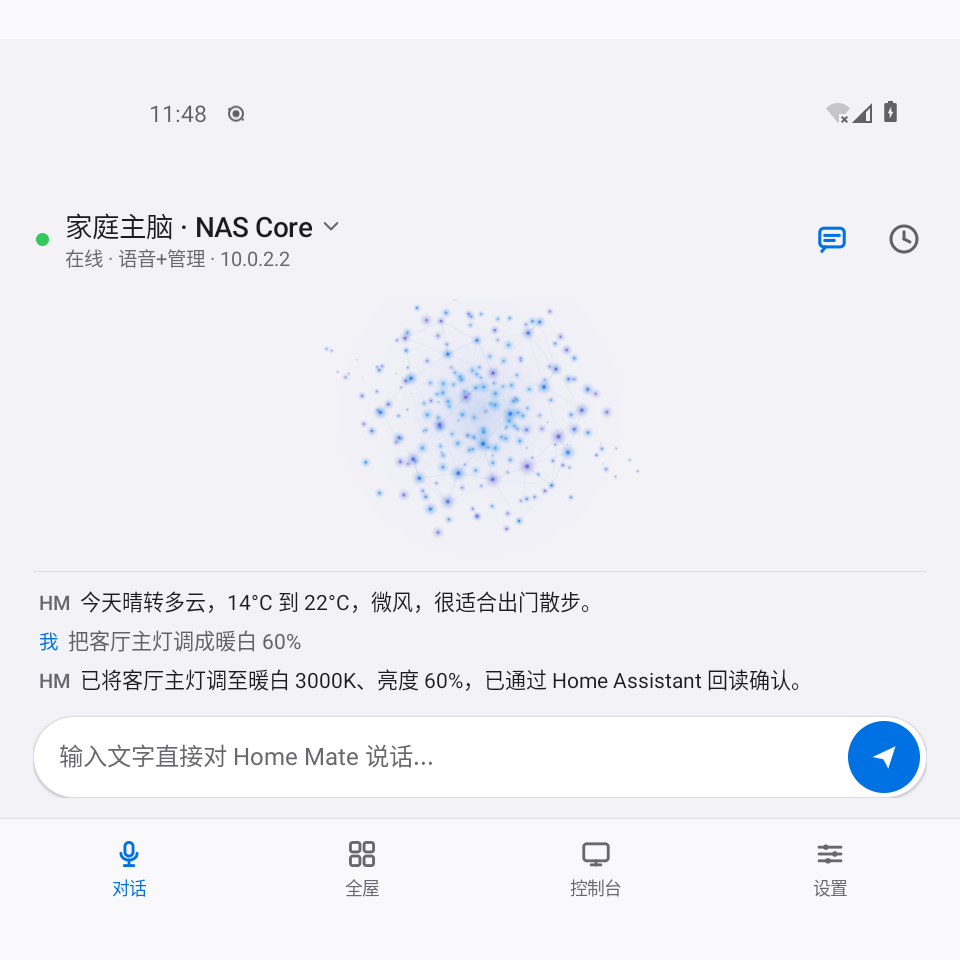 11:48
家庭主脑 · NAS Core
在线 · 语音+管理 · 10.0.2.2
HM 今天晴转多云，14°C 到 22°C，微风，很适合出门散步。
我 把客厅主灯调成暖白 60%
HM 已将客厅主灯调至暖白 3000K、亮度 60%，已通过 Home Assistant 回读确认。
输入文字直接对 Home Mate 说话...
对话 全屋 控制台 设置